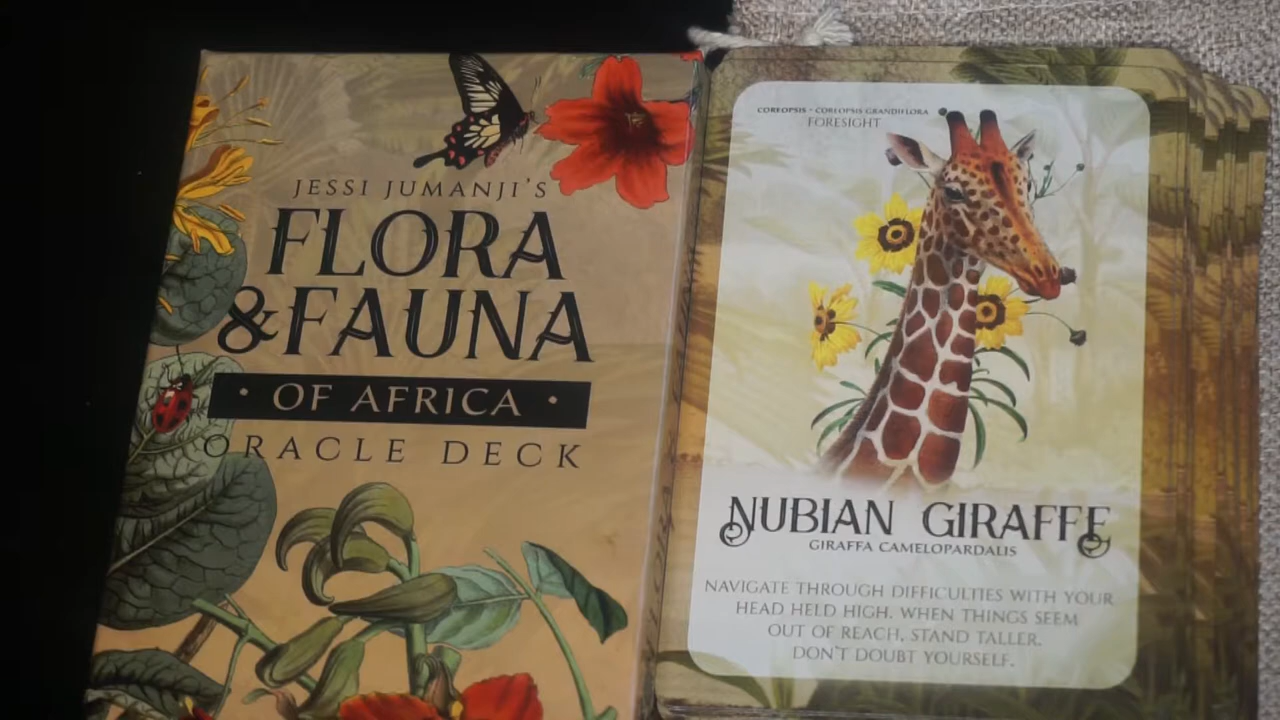 JESSI JUMANJI'S
FLORA
&FAUNA
• OF AFRICA •
ORACLE DECK
COREOPSIS - COREOPSIS GRANDIFLORA
FORESIGHT
NUBIAN GIRAFFE
GIRAFFA CAMELOPARDALIS
NAVIGATE THROUGH DIFFICULTIES WITH YOUR
HEAD HELD HIGH. WHEN THINGS SEEM
OUT OF REACH, STAND TALLER.
DON'T DOUBT YOURSELF.